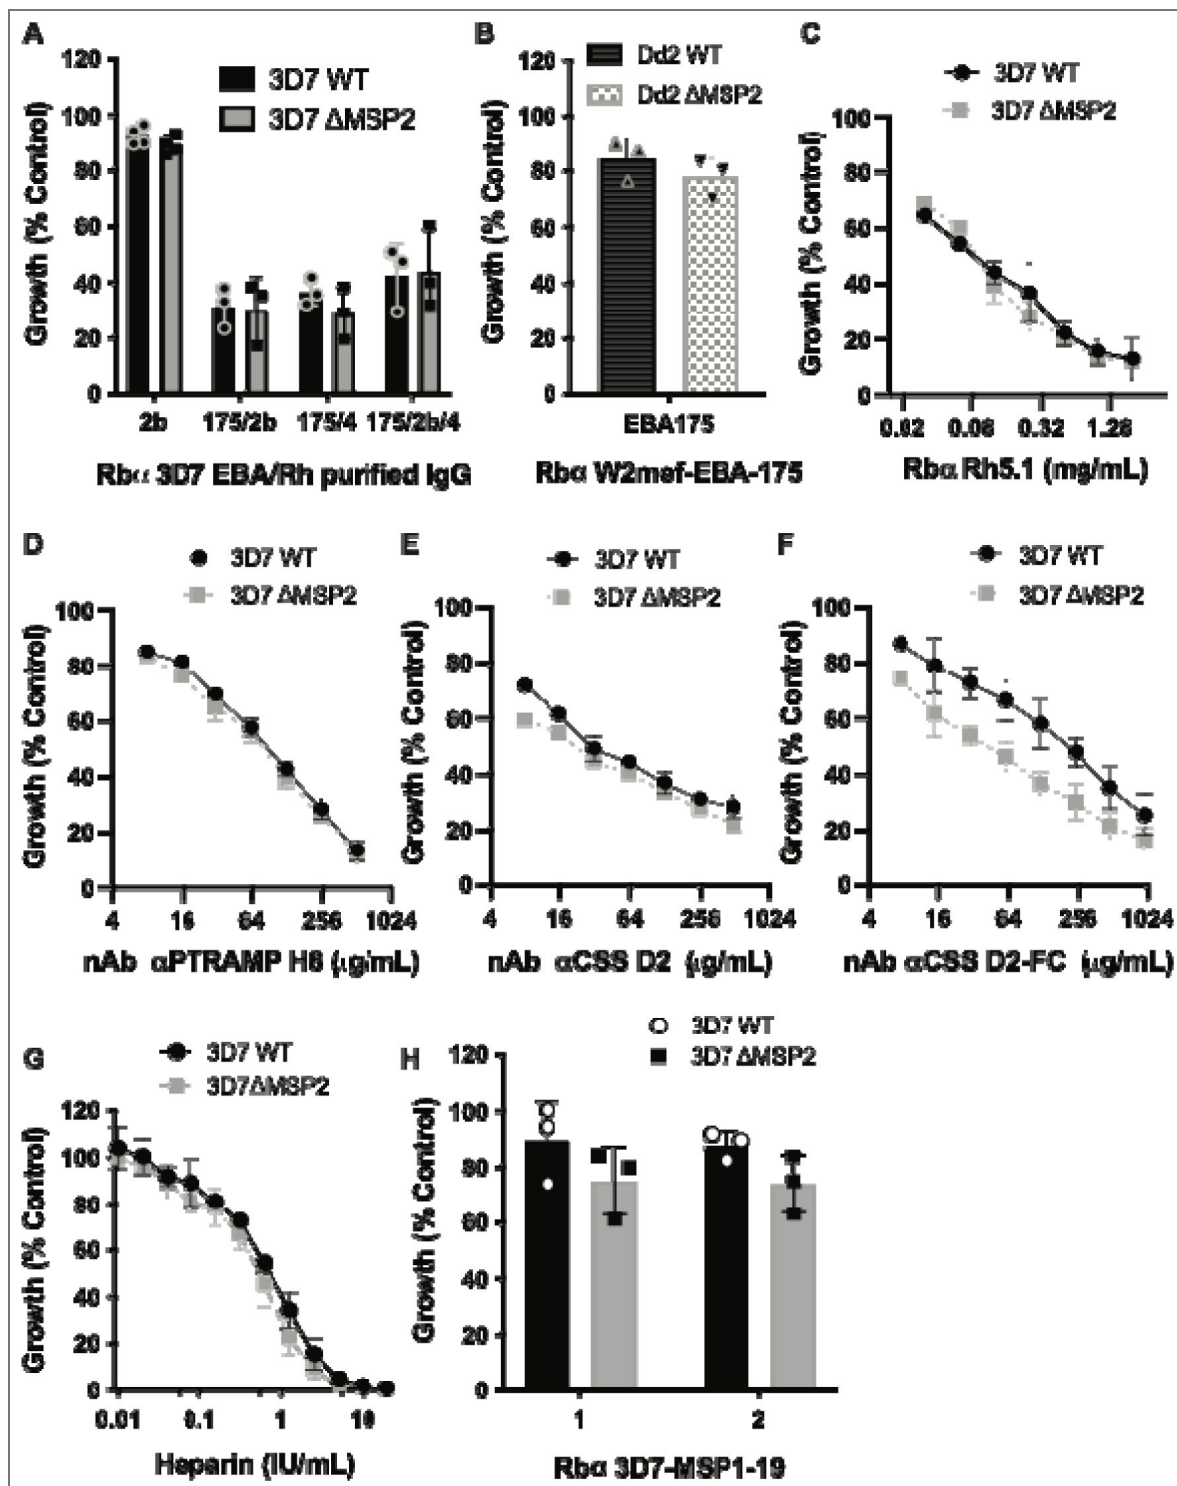 A
3D7 WT
3D7 ΔMSP2
Growth (% Control)
120
100
80
60
40
20
0
2b 175/2b 175/4 175/2b/4
Rbα 3D7 EBA/Rh purified IgG
B
Dd2 WT
Dd2 ΔMSP2
Growth (% Control)
120
100
80
60
40
20
0
EBA175
Rbα W2mef-EBA-175
C
3D7 WT
3D7 ΔMSP2
Growth (% Control)
100
80
60
40
20
0
0.02 0.08 0.32 1.28
Rbα Rh5.1 (mg/mL)
D
3D7 WT
3D7 ΔMSP2
Growth (% Control)
100
80
60
40
20
0
4 16 64 256 1024
nAb αPTRAMP H8 (μg/mL)
E
3D7 WT
3D7 ΔMSP2
Growth (% Control)
100
80
60
40
20
0
4 16 64 256 1024
nAb αCSS D2 (μg/mL)
F
3D7 WT
3D7 ΔMSP2
Growth (% Control)
100
80
60
40
20
0
4 16 64 256 1024
nAb αCSS D2-FC (μg/mL)
G
3D7 WT
3D7ΔMSP2
Growth (% Control)
120
100
80
60
40
20
0
0.01 0.1 1 10
Heparin (IU/mL)
H
3D7 WT
3D7 ΔMSP2
Growth (% Control)
120
100
80
60
40
20
0
1 2
Rbα 3D7-MSP1-19